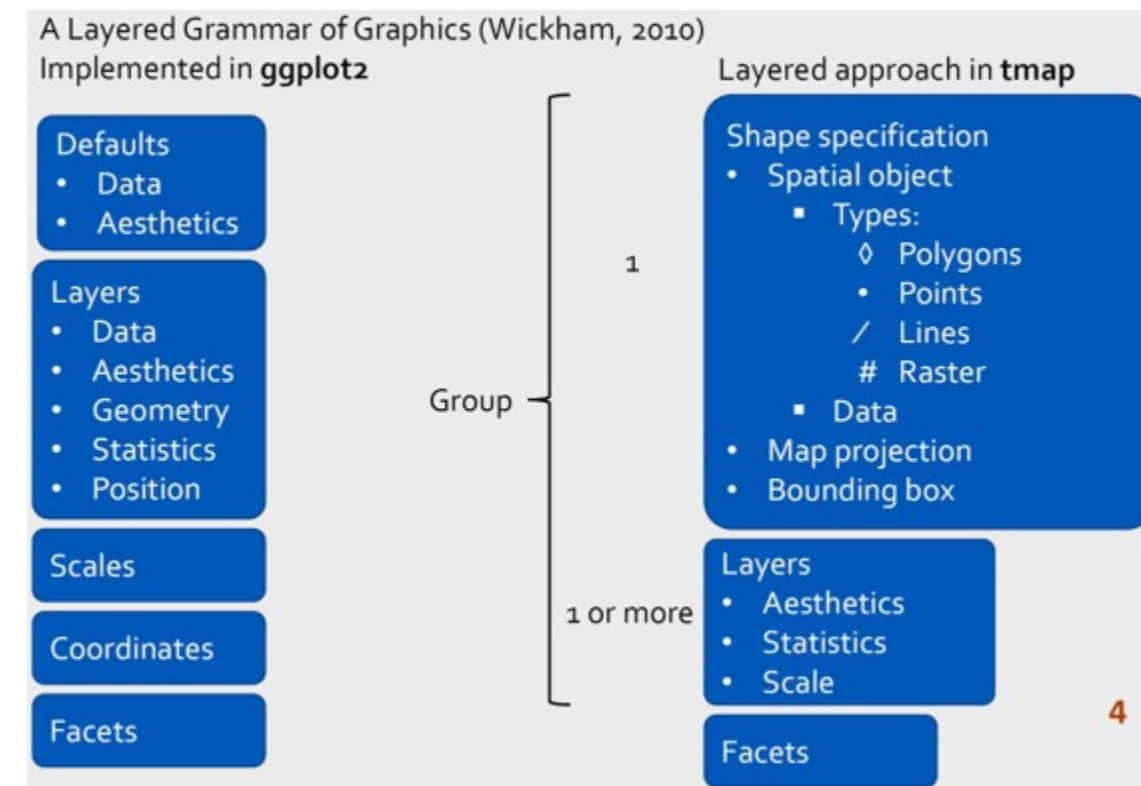 A Layered Grammar of Graphics (Wickham, 2010)
Implemented in ggplot2
Defaults
• Data
• Aesthetics
Layers
• Data
• Aesthetics
• Geometry
• Statistics
• Position
Scales
Coordinates
Facets
Group
1
1 or more
Layered approach in tmap
Shape specification
• Spatial object
▪ Types:
◊ Polygons
• Points
/ Lines
# Raster
▪ Data
• Map projection
• Bounding box
Layers
• Aesthetics
• Statistics
• Scale
Facets
4